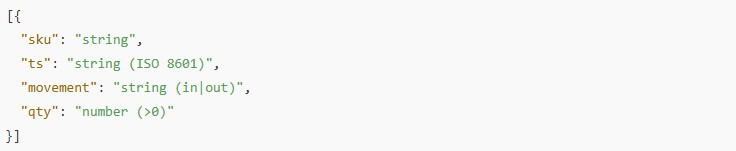 [{
  "sku": "string",
  "ts": "string (ISO 8601)",
  "movement": "string (in|out)",
  "qty": "number (>0)"
}]